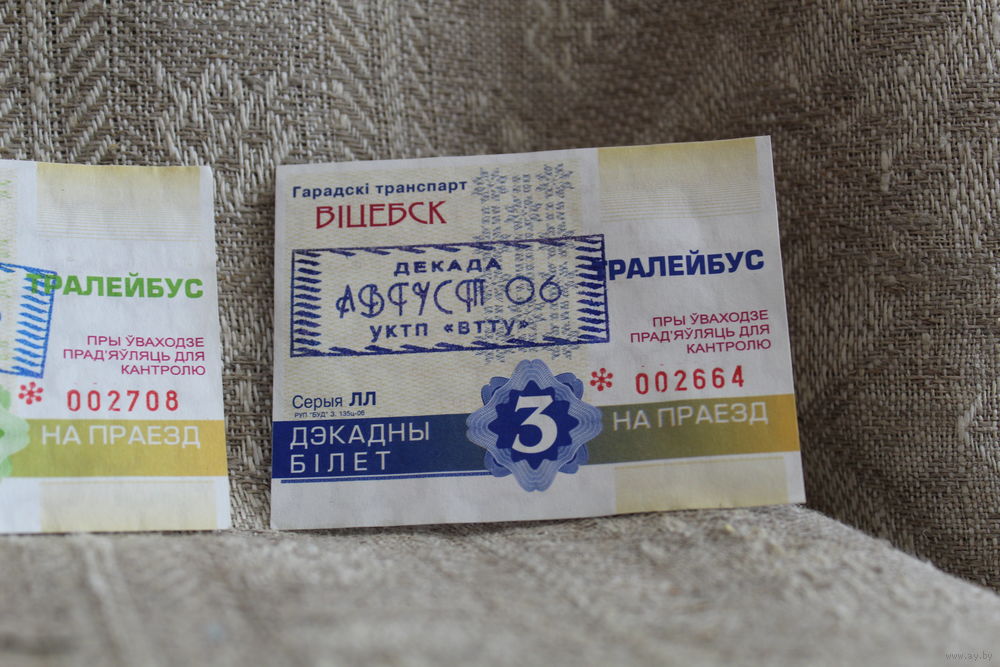 ТРАЛЕЙБУС
ПРЫ ЎВАХОДЗЕ
ПРАД'ЯЎЛЯЦЬ ДЛЯ
КАНТРОЛЮ
* 002708
НА ПРАЕЗД
Гарадскі транспарт
ВІЦЕБСК
ДЕКАДА
АВГУСТ 06
УКТП «ВТТУ»
ТРАЛЕЙБУС
ПРЫ ЎВАХОДЗЕ
ПРАД'ЯЎЛЯЦЬ ДЛЯ
КАНТРОЛЮ
* 002664
Серыя ЛЛ
РУП "БУД" З. 135ц-06
ДЭКАДНЫ
БІЛЕТ
3
НА ПРАЕЗД
www.ay.by